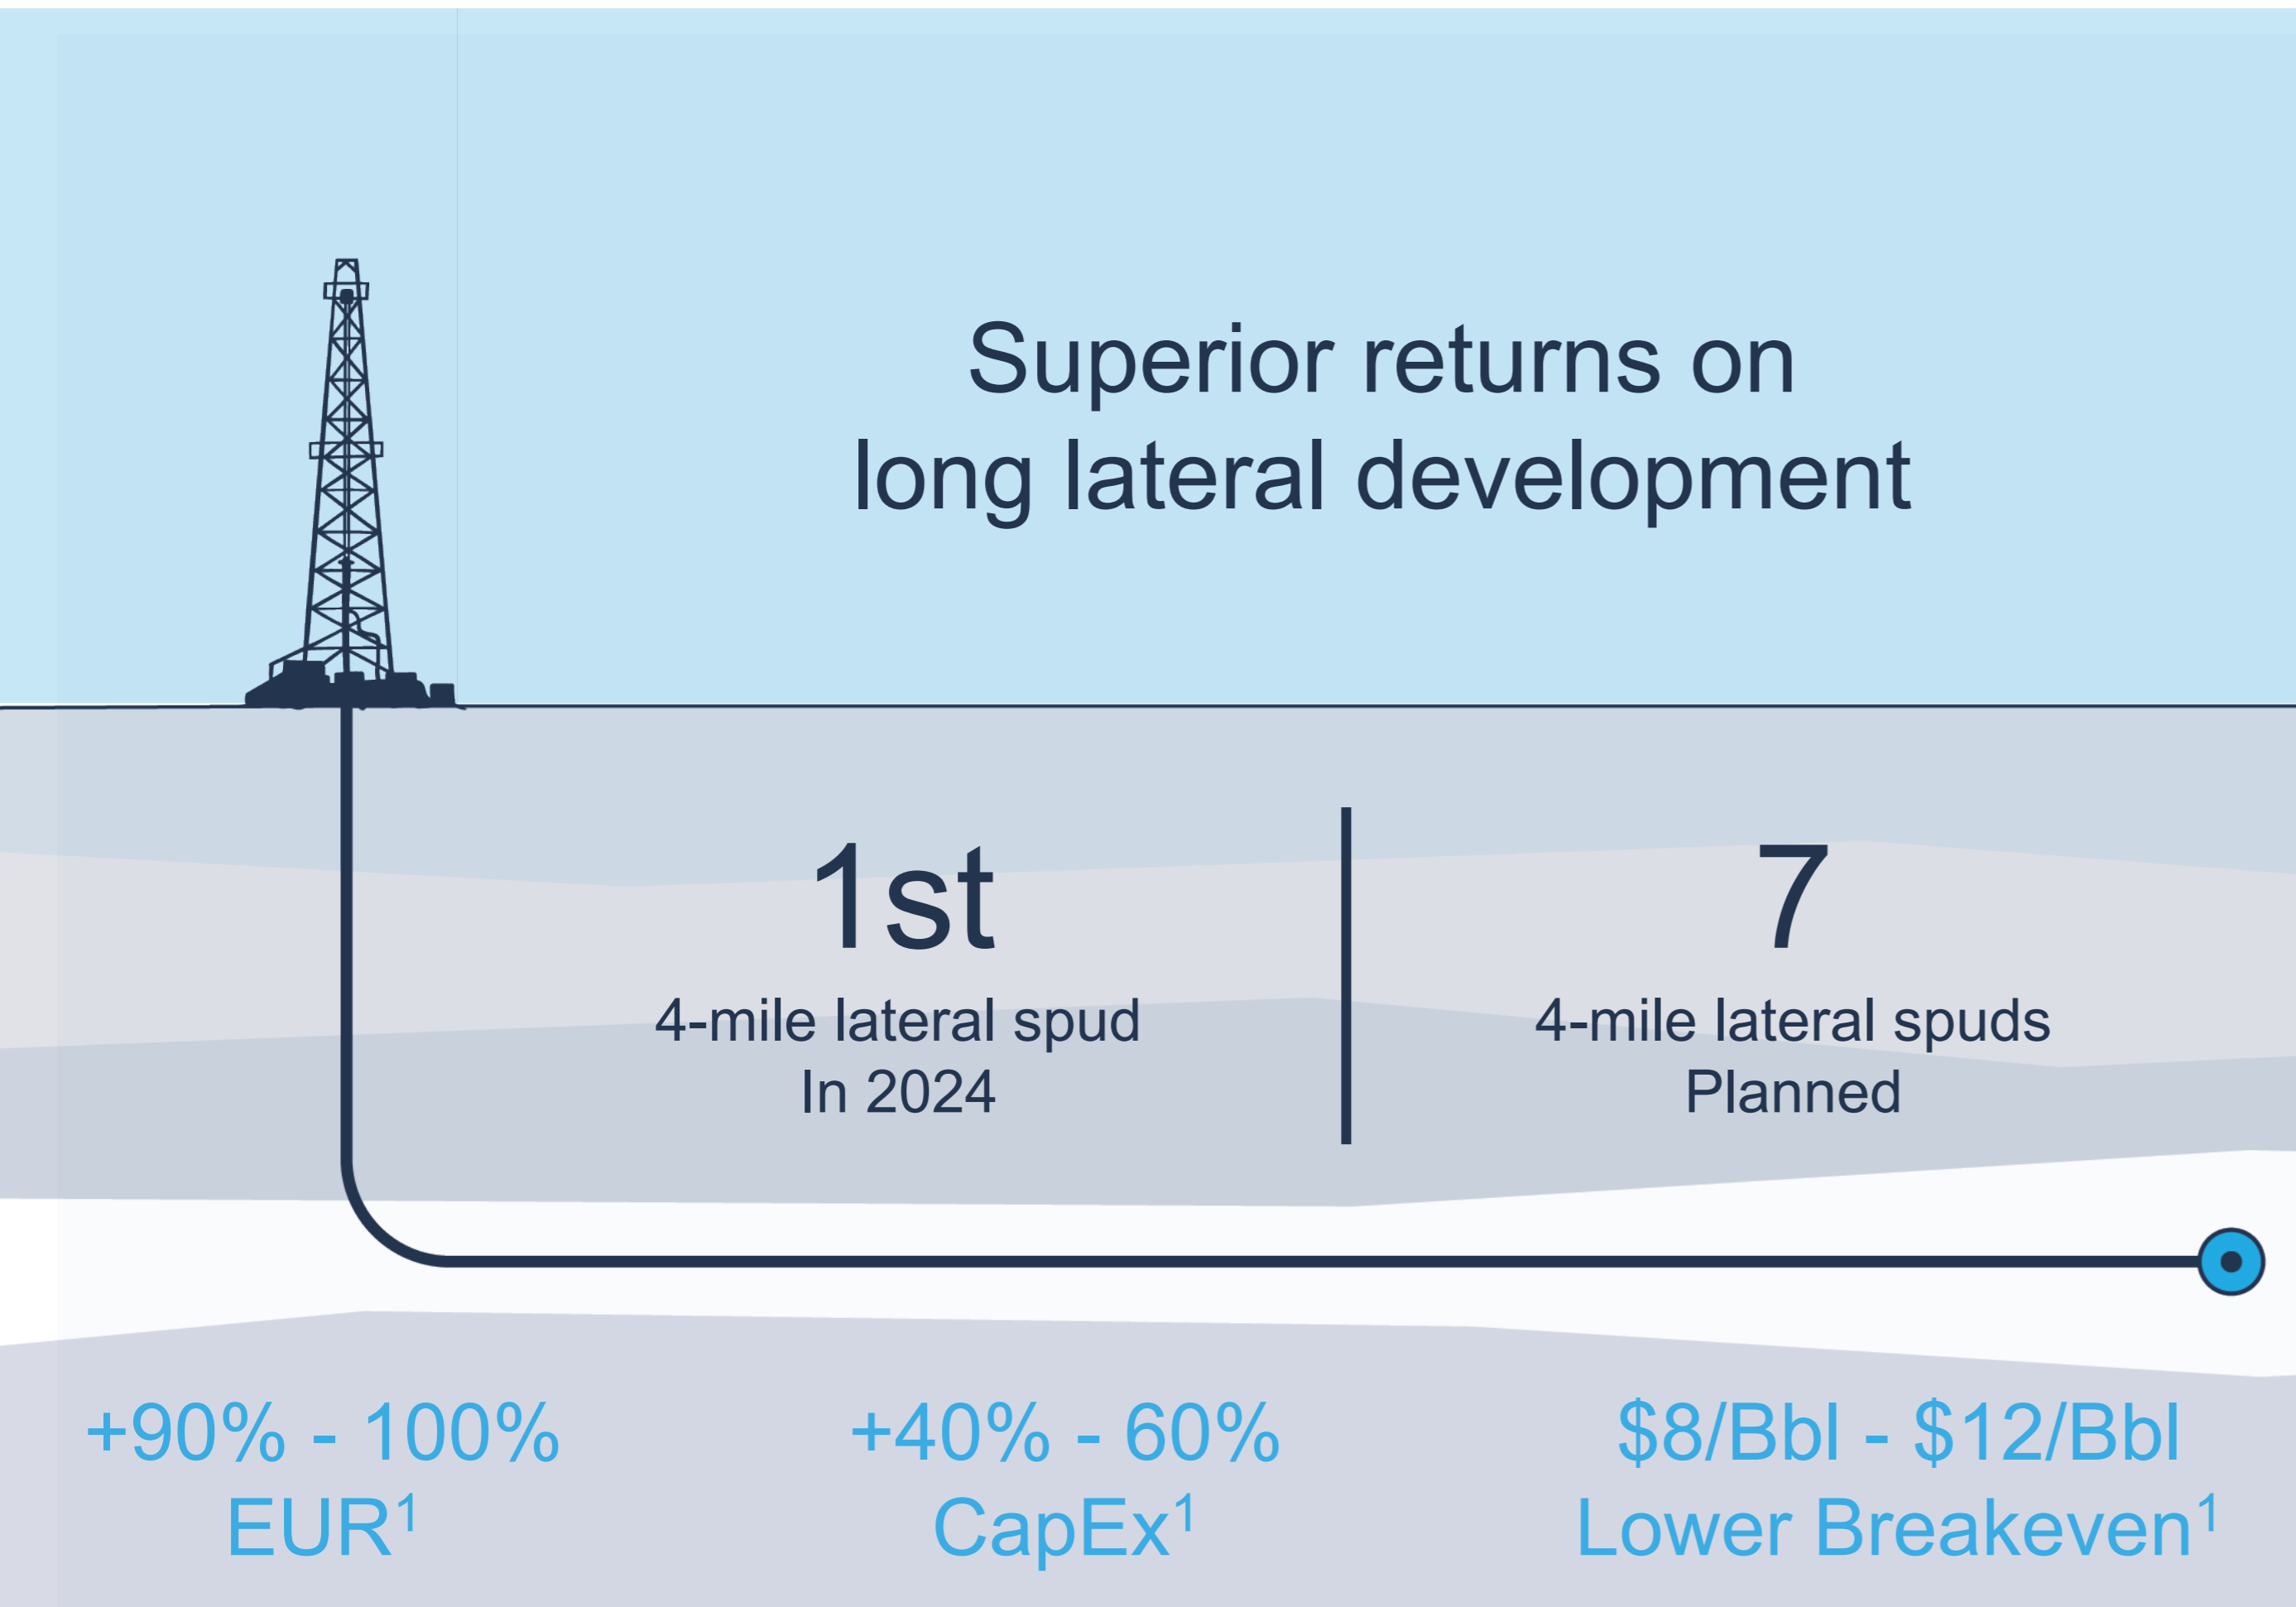 Superior returns on
long lateral development
1st
4-mile lateral spud
In 2024
7
4-mile lateral spuds
Planned
+90% - 100%
EUR¹
+40% - 60%
CapEx¹
$8/Bbl - $12/Bbl
Lower Breakeven¹